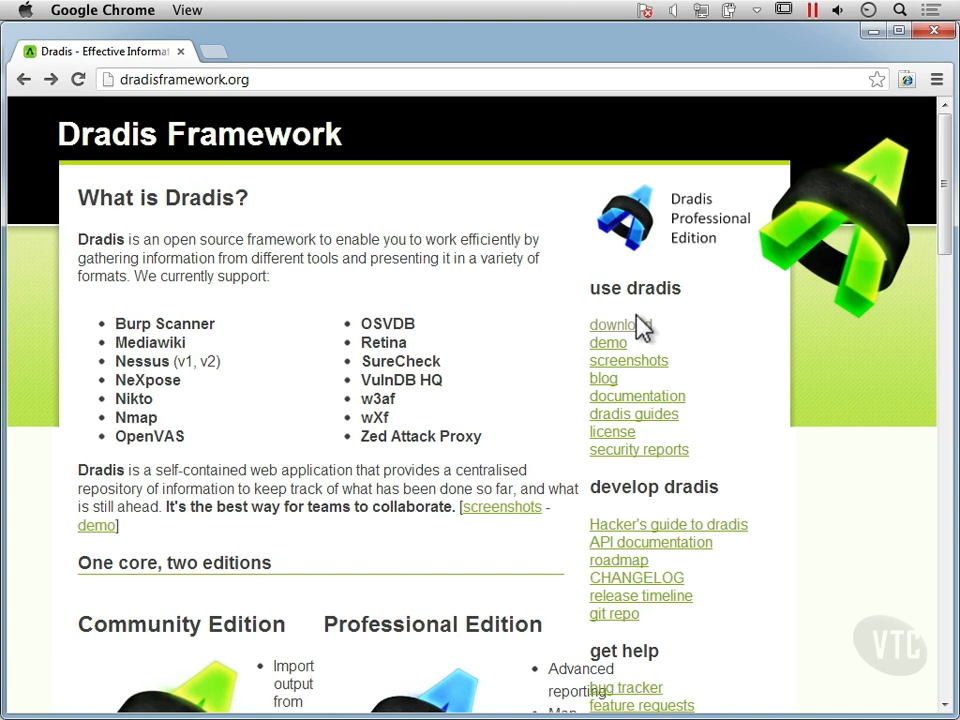 Google Chrome View
Dradis - Effective Informat
dradisframework.org
Dradis Framework
What is Dradis?
Dradis is an open source framework to enable you to work efficiently by
gathering information from different tools and presenting it in a variety of
formats. We currently support:
Burp Scanner
Mediawiki
Nessus (v1, v2)
NeXpose
Nikto
Nmap
OpenVAS
OSVDB
Retina
SureCheck
VulnDB HQ
w3af
wXf
Zed Attack Proxy
Dradis is a self-contained web application that provides a centralised
repository of information to keep track of what has been done so far, and what
is still ahead. It's the best way for teams to collaborate. [screenshots -
demo]
One core, two editions
Community Edition
Import
output
from
Professional Edition
Advanced
reporting
Dradis
Professional
Edition
use dradis
download
demo
screenshots
blog
documentation
dradis guides
license
security reports
develop dradis
Hacker's guide to dradis
API documentation
roadmap
CHANGELOG
release timeline
git repo
get help
bug tracker
feature requests
VTC